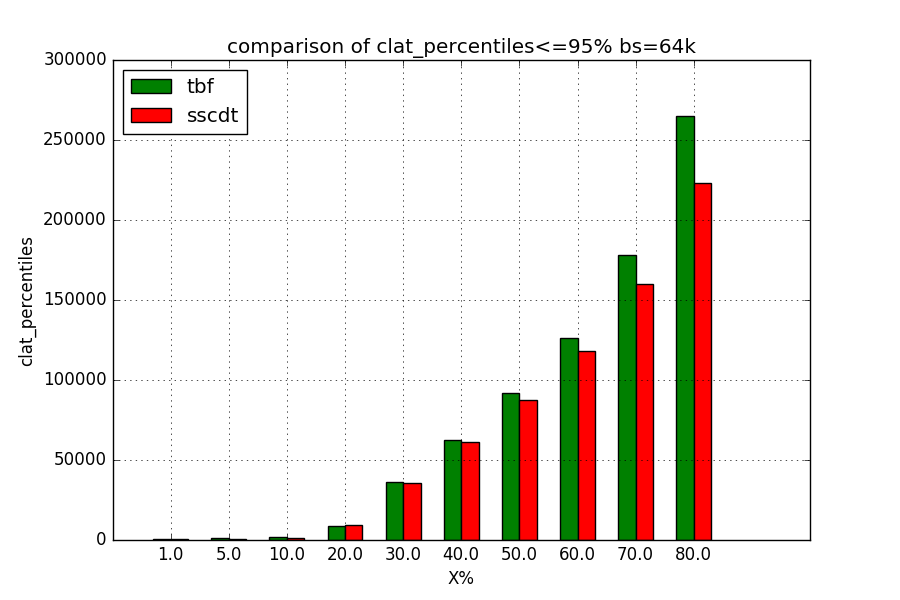 comparison of clat_percentiles<=95% bs=64k
300000
250000
200000
150000
100000
50000
0
clat_percentiles
tbf
sscdt
1.0 5.0 10.0 20.0 30.0 40.0 50.0 60.0 70.0 80.0
X%